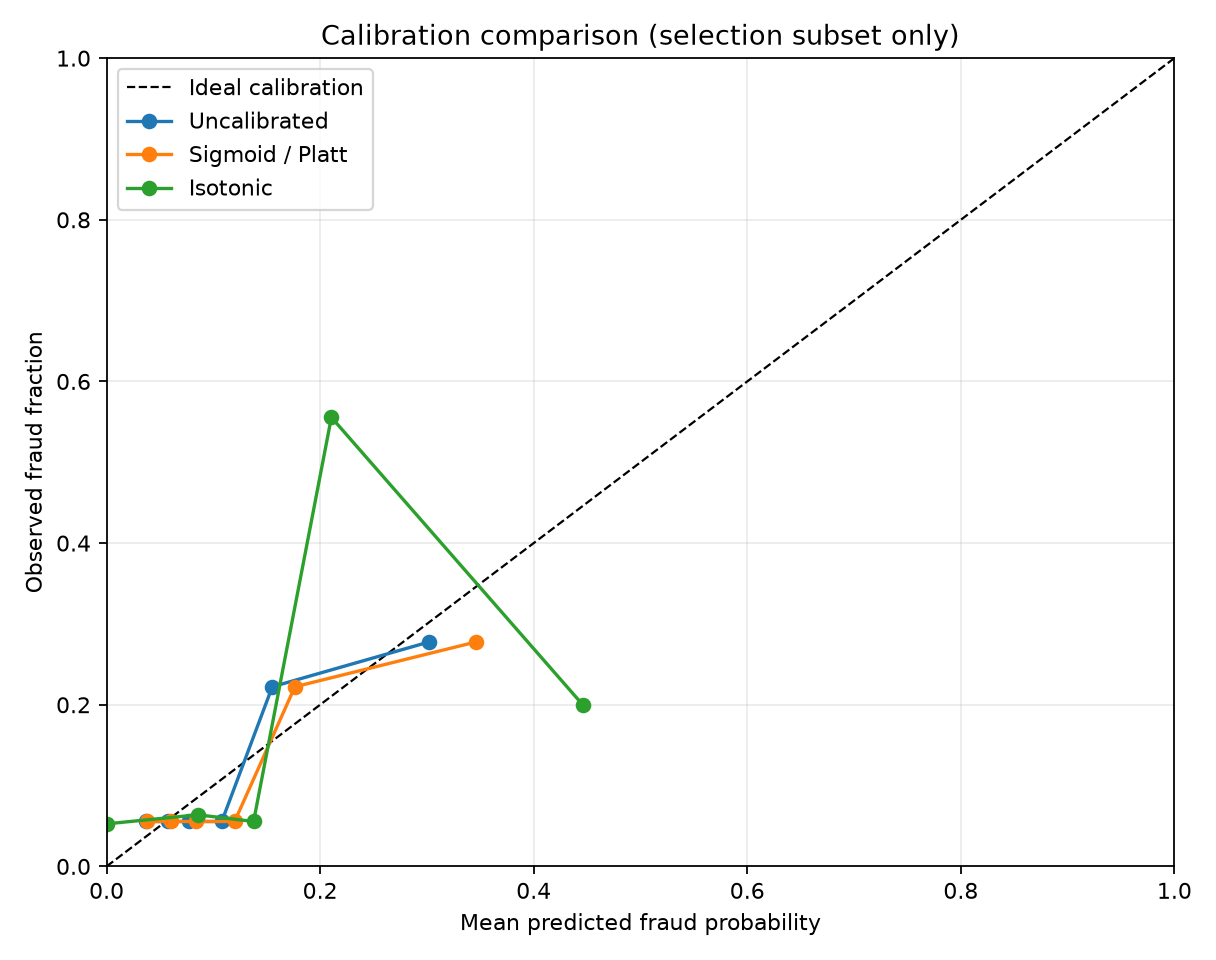 Calibration comparison (selection subset only)
Ideal calibration
Uncalibrated
Sigmoid / Platt
Isotonic
1.0
0.8
0.6
0.4
0.2
0.0
Observed fraud fraction
0.0 0.2 0.4 0.6 0.8 1.0
Mean predicted fraud probability